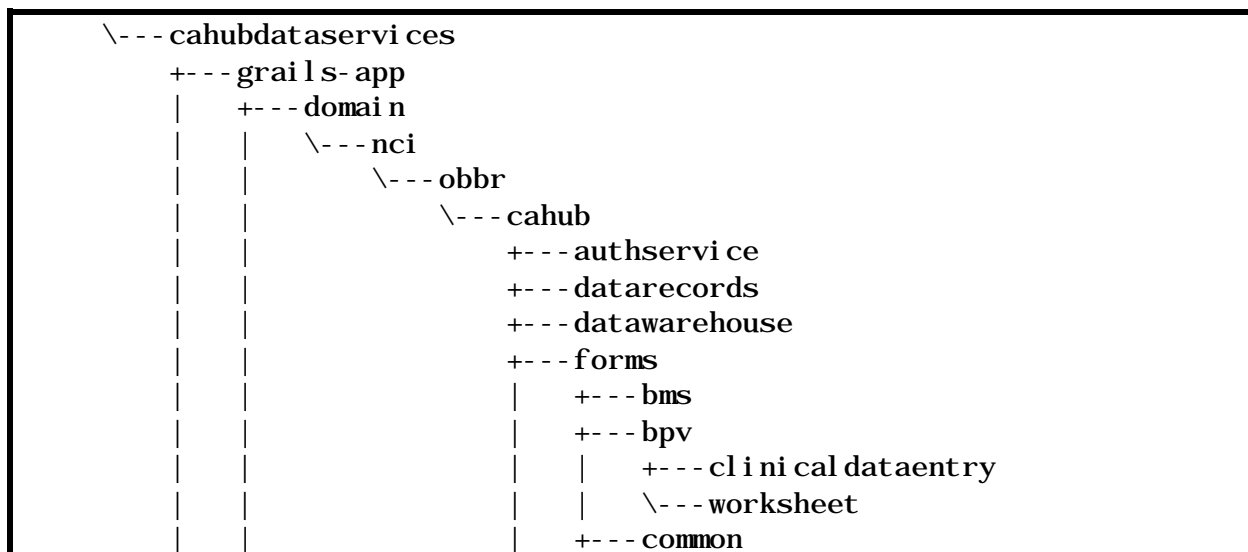 \---cahubdataservices
    +---grails-app
    |   +---domain
    |   |   \---nci
    |   |       \---obbr
    |   |           \---cahub
    |   |               +---authservice
    |   |               +---datarecords
    |   |               +---datawarehouse
    |   |               +---forms
    |   |               |   +---bms
    |   |               |   +---bpv
    |   |               |   |   +---clinicaldataentry
    |   |               |   |   \---worksheet
    |   |               |   +---common